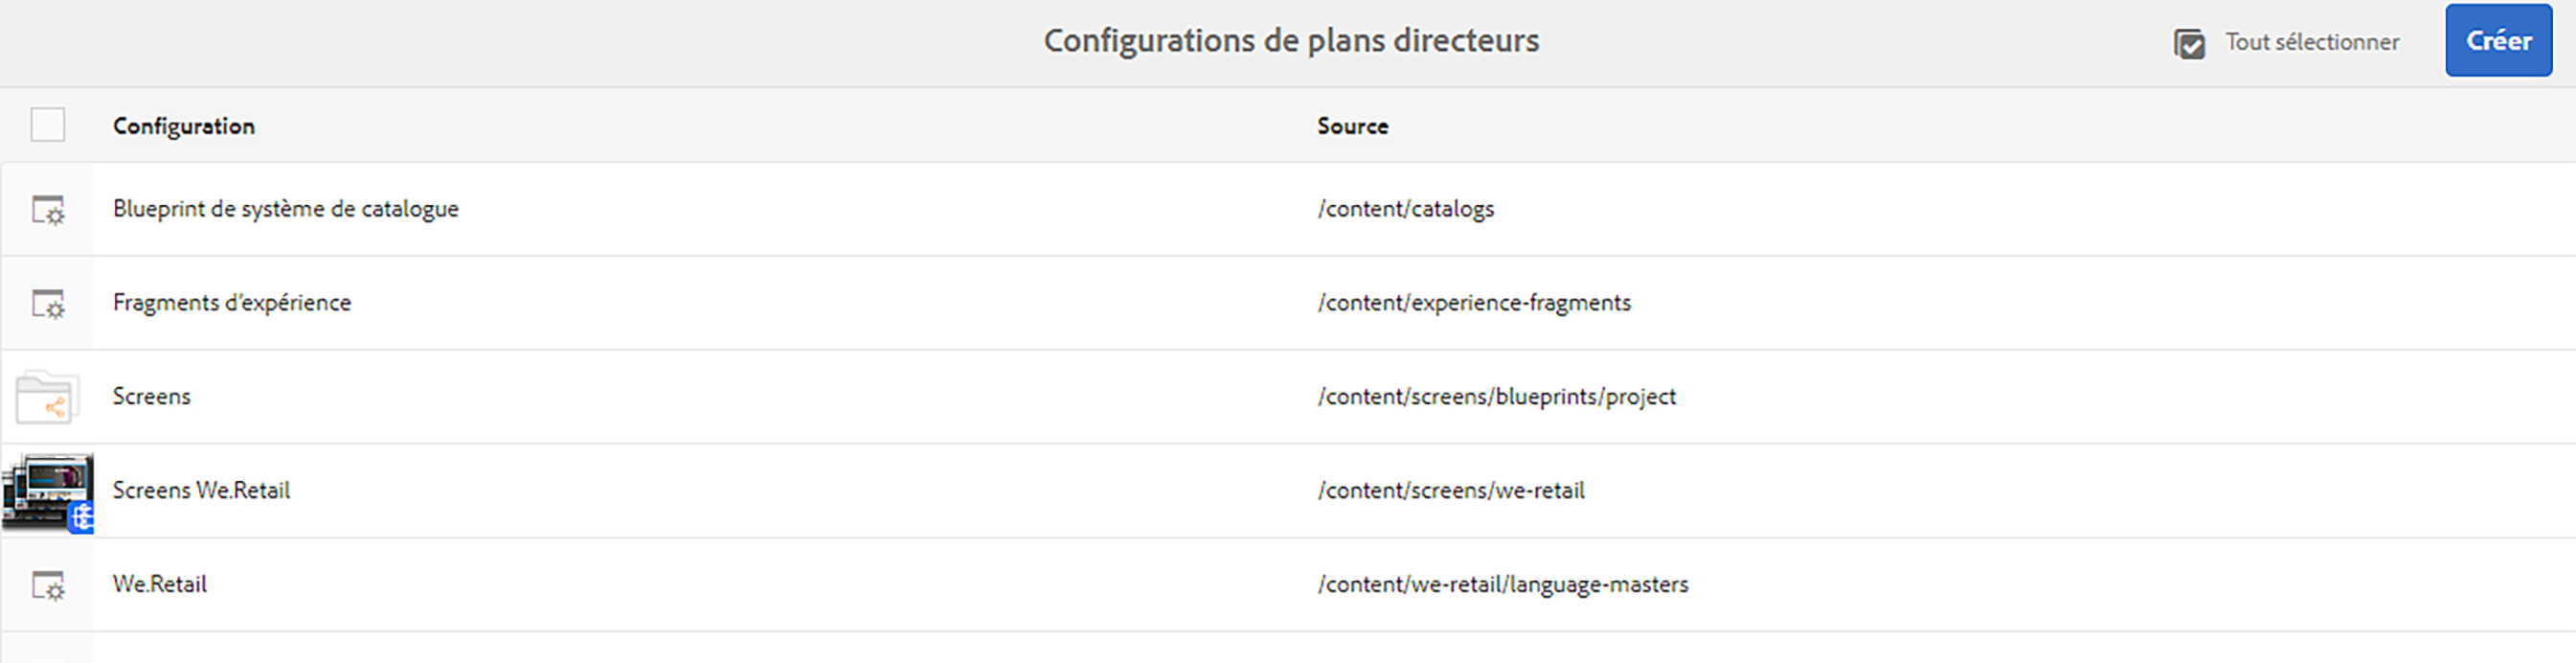 Configurations de plans directeurs
Tout sélectionner
Créer
Configuration Source
Blueprint de système de catalogue /content/catalogs
Fragments d’expérience /content/experience-fragments
Screens /content/screens/blueprints/project
Screens We.Retail /content/screens/we-retail
We.Retail /content/we-retail/language-masters